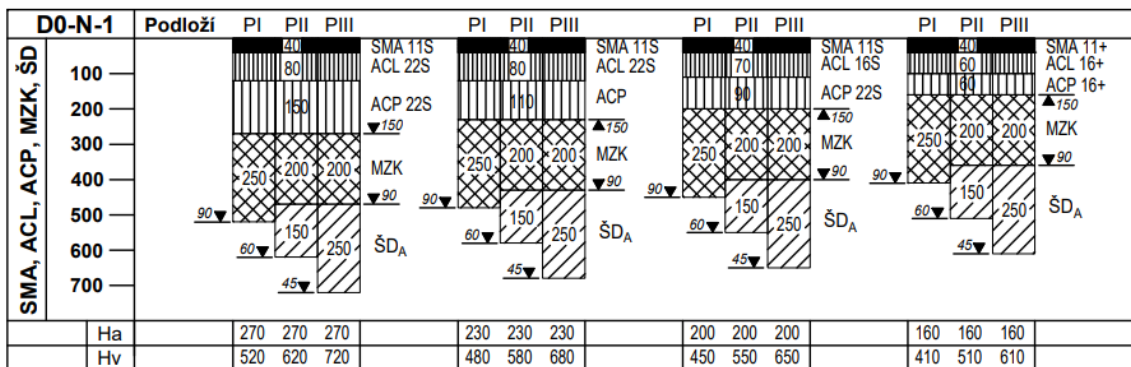 D0-N-1 Podloží PI PII PIII PI PII PIII PI PII PIII PI PII PIII
SMA, ACL, ACP, MZK, ŠD
40 SMA 11S 40 SMA 11S 40 SMA 11S 40 SMA 11+
100 80 ACL 22S 80 ACL 22S 70 ACL 16S 60 ACL 16+
200 150 ACP 22S 110 ACP 90 ACP 22S 60 ACP 16+
150 150 150 150
300 250 200 200 MZK 250 200 200 MZK 250 200 200 MZK 250 200 200 MZK
400 90 90 90 90
500 90 150 250 ŠDA 90 150 250 ŠDA 90 150 250 ŠDA 90 150 250 ŠDA
600 60 60 60 60
700 45 45 45 45
Ha 270 270 270 230 230 230 200 200 200 160 160 160
Hv 520 620 720 480 580 680 450 550 650 410 510 610